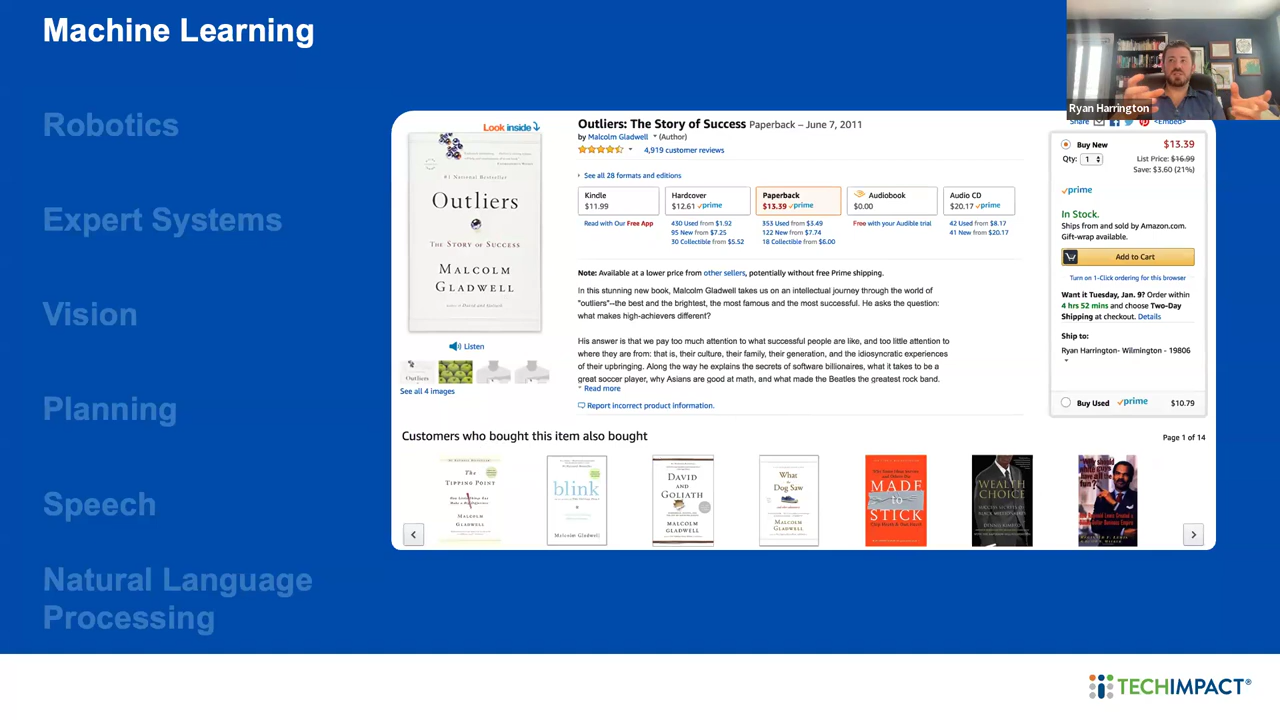 Machine Learning
Robotics
Expert Systems
Vision
Planning
Speech
Natural Language
Processing
Ryan Harrington
Look inside
#1 National Bestseller
Outliers
THE STORY OF SUCCESS
MALCOLM
GLADWELL
Listen
Outliers
See all 4 images
Outliers: The Story of Success Paperback – June 7, 2011
by Malcolm Gladwell (Author)
4,919 customer reviews
See all 28 formats and editions
Kindle
$11.99
Read with Our Free App
Hardcover
$12.61 prime
430 Used from $1.92
95 New from $7.25
30 Collectible from $5.52
Paperback
$13.39 prime
353 Used from $3.49
122 New from $7.74
18 Collectible from $6.00
Audiobook
$0.00
Free with your Audible trial
Audio CD
$20.17 prime
42 Used from $8.17
41 New from $20.17
Note: Available at a lower price from other sellers, potentially without free Prime shipping.
In this stunning new book, Malcolm Gladwell takes us on an intellectual journey through the world of
"outliers"--the best and the brightest, the most famous and the most successful. He asks the question:
what makes high-achievers different?
His answer is that we pay too much attention to what successful people are like, and too little attention to
where they are from: that is, their culture, their family, their generation, and the idiosyncratic experiences
of their upbringing. Along the way he explains the secrets of software billionaires, what it takes to be a
great soccer player, why Asians are good at math, and what made the Beatles the greatest rock band.
Read more
Report incorrect product information.
Share <Embed>
Buy New $13.39
Qty: 1 List Price: $16.99
Save: $3.60 (21%)
prime
In Stock.
Ships from and sold by Amazon.com.
Gift-wrap available.
Add to Cart
Turn on 1-Click ordering for this browser
Want it Tuesday, Jan. 9? Order within
4 hrs 52 mins and choose Two-Day
Shipping at checkout. Details
Ship to:
Ryan Harrington- Wilmington - 19806
Buy Used prime $10.79
Customers who bought this item also bought
Page 1 of 14
The
TIPPING POINT
MALCOLM
GLADWELL
blink
Malcolm Gladwell
DAVID
AND
GOLIATH
MALCOLM
GLADWELL
What
the
Dog Saw
MALCOLM
GLADWELL
MADE
to
STICK
WEALTH
CHOICE
Why should
white guys
have all the
fun?
TECHIMPACT®